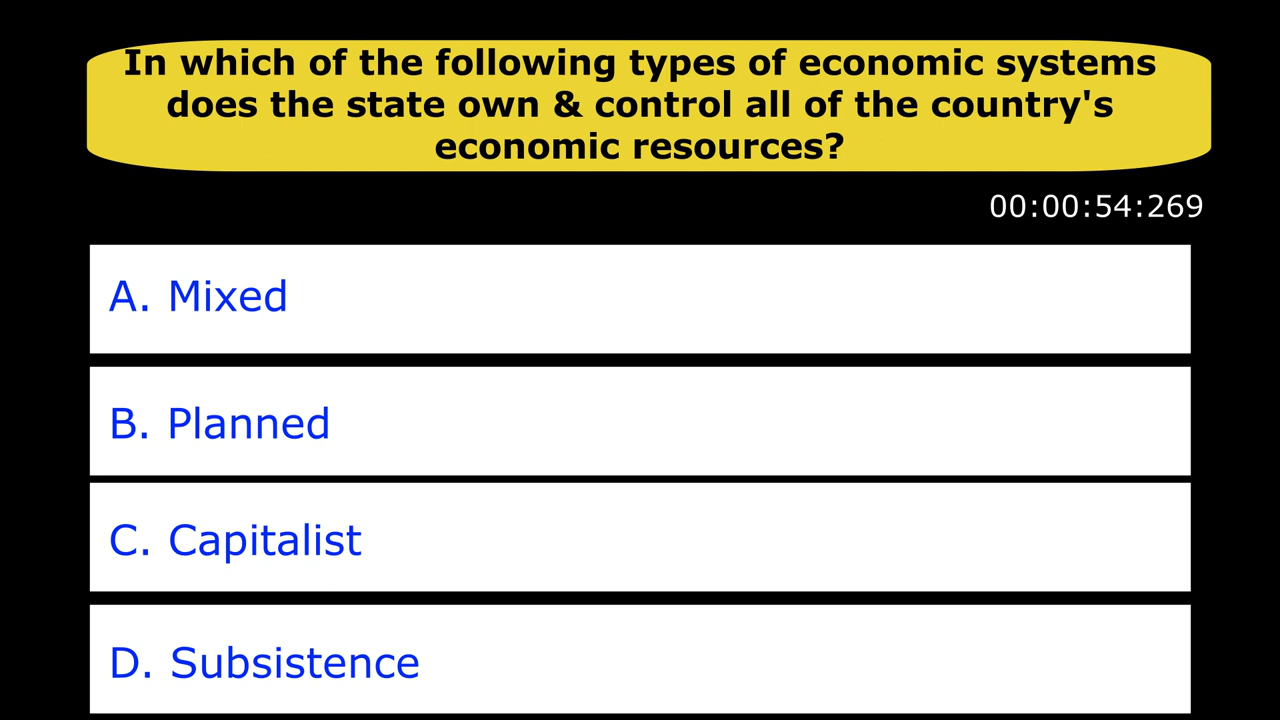 In which of the following types of economic systems
does the state own & control all of the country's
economic resources?
00:00:54:269
A. Mixed
B. Planned
C. Capitalist
D. Subsistence